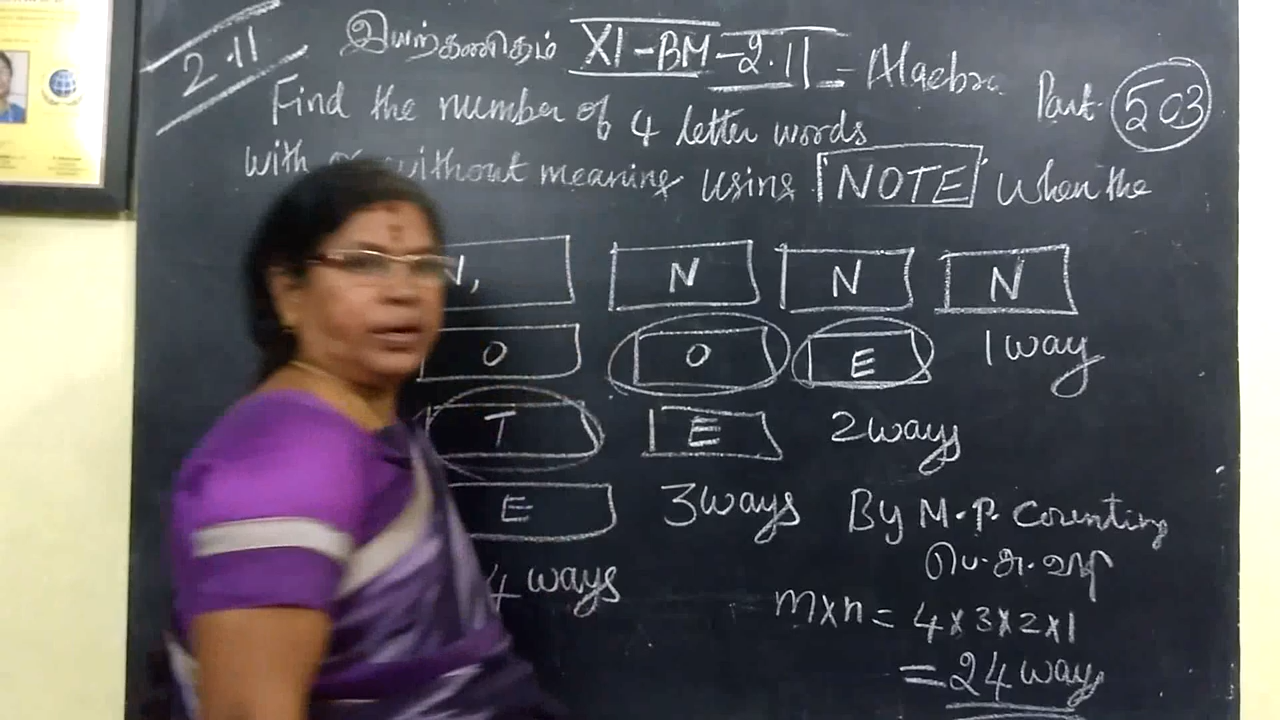 2.11
இயற்கணிதம் XI-BM-2.11 - Algebra Part-503
Find the number of 4 letter words
with or without meaning using NOTE when the
N, N N N
O O E 1 way
T E 2 ways
E 3 ways By M.P. Counting
4 ways
m×n = 4×3×2×1
= 24 ways